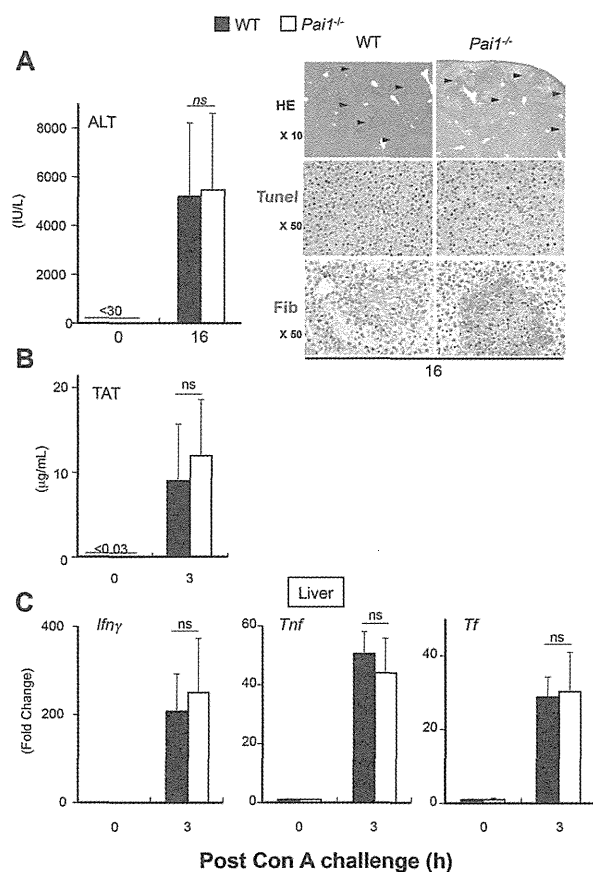 WT Pai1-/-
A
ALT
ns
8000
6000
4000
2000
0
(IU/L)
<30
0 16
WT Pai1-/-
HE
X 10
Tunel
X 50
Fib
X 50
16
B
TAT
ns
20
10
0
(μg/mL)
<0.03
0 3
C
Liver
Ifnγ
ns
400
200
0
(Fold Change)
0 3
Tnf
ns
60
40
20
0
0 3
Tf
ns
40
20
0
0 3
Post Con A challenge (h)